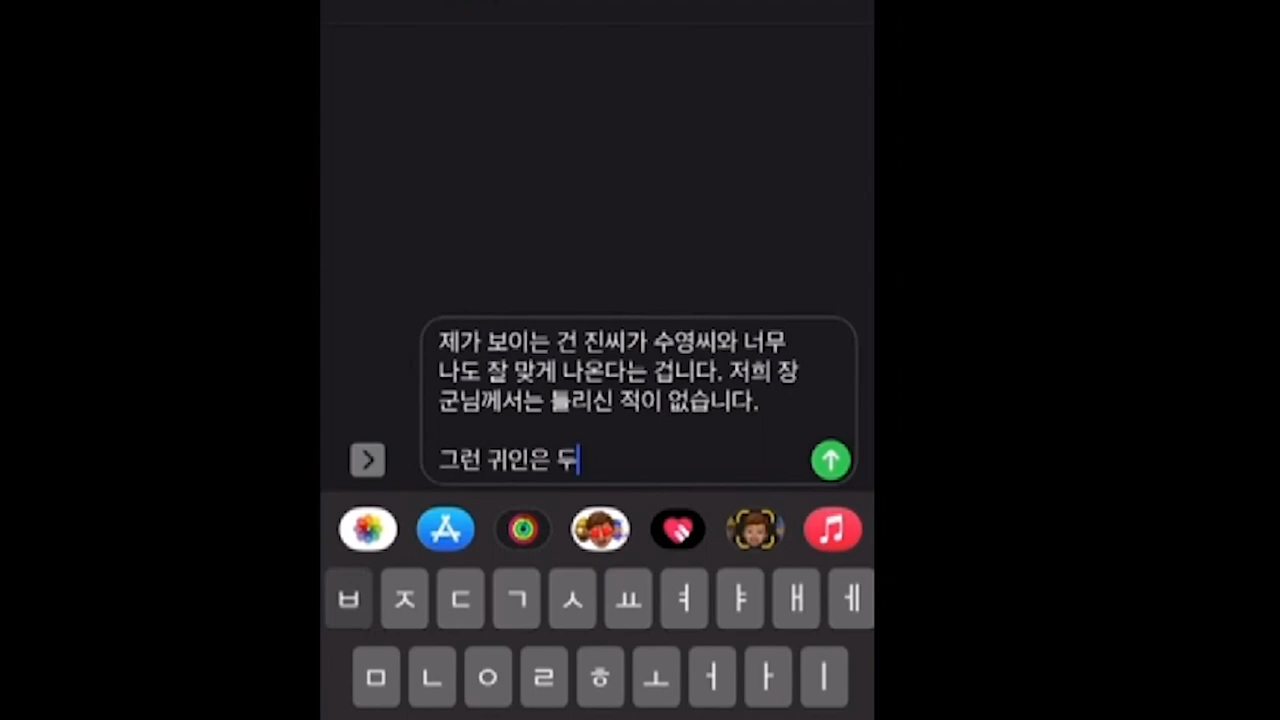 제가 보이는 건 진씨가 수영씨와 너무
나도 잘 맞게 나온다는 겁니다. 저희 장
군님께서는 틀리신 적이 없습니다.
그런 귀인은 두
ㅂ ㅈ ㄷ ㄱ ㅅ ㅛ ㅕ ㅑ ㅐ ㅔ
ㅁ ㄴ ㅇ ㄹ ㅎ ㅗ ㅓ ㅏ ㅣ